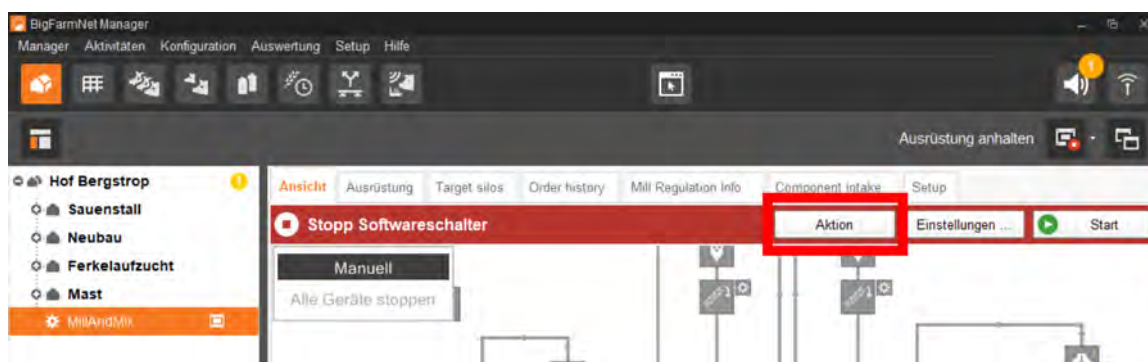 BigFarmNet Manager
Manager Aktivitäten Konfiguration Auswertung Setup Hilfe
1
Ausrüstung anhalten
Hof Bergstrop
Sauenstall
Neubau
Ferkelaufzucht
Mast
MillAndMix
Ansicht Ausrüstung Target silos Order history Mill Regulation Info Component intake Setup
Stopp Softwareschalter Aktion Einstellungen ... Start
Manuell
Alle Geräte stoppen